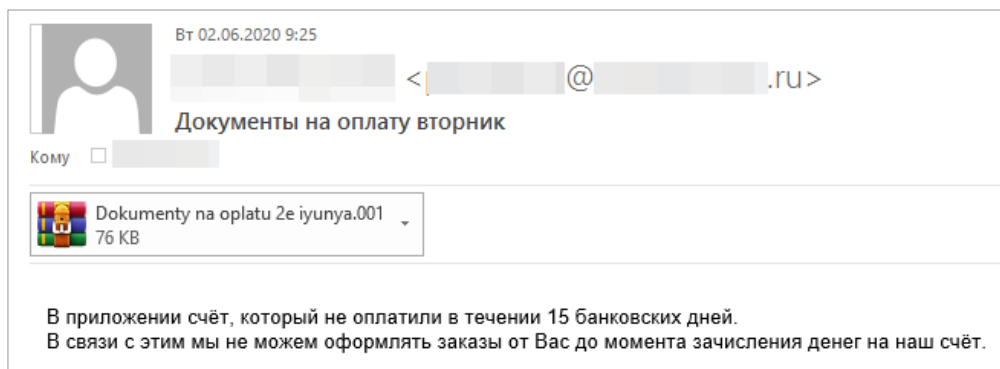 Вт 02.06.2020 9:25
< @ .ru>
Документы на оплату вторник
Кому
Dokumenty na oplatu 2e iyunya.001
76 KB
В приложении счёт, который не оплатили в течении 15 банковских дней.
В связи с этим мы не можем оформлять заказы от Вас до момента зачисления денег на наш счёт.